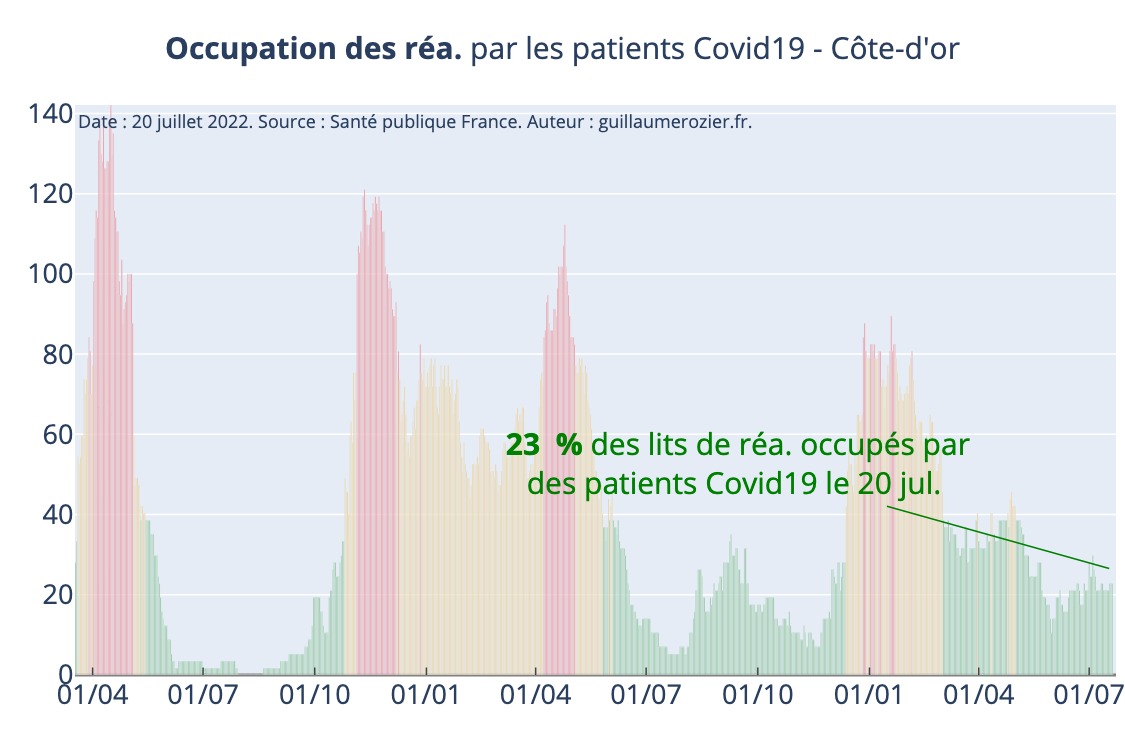 Occupation des réa. par les patients Covid19 - Côte-d'or
140
Date : 20 juillet 2022. Source : Santé publique France. Auteur : guillaumerozier.fr.
120
100
80
60
23 % des lits de réa. occupés par
des patients Covid19 le 20 jul.
40
20
0
01/04 01/07 01/10 01/01 01/04 01/07 01/10 01/01 01/04 01/07